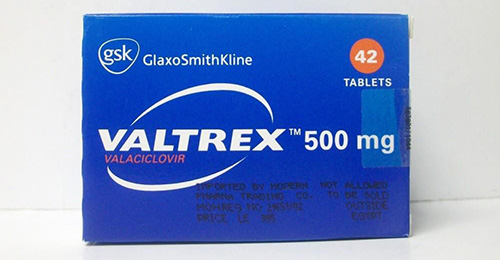 gsk GlaxoSmithKline
42
TABLETS
VALTREX™ 500 mg
VALACICLOVIR
IMPORTED BY NOT ALLOWED
PHARMA TRADING CO. TO BE SOLD
OUTSIDE
PRICE LE EGYPT